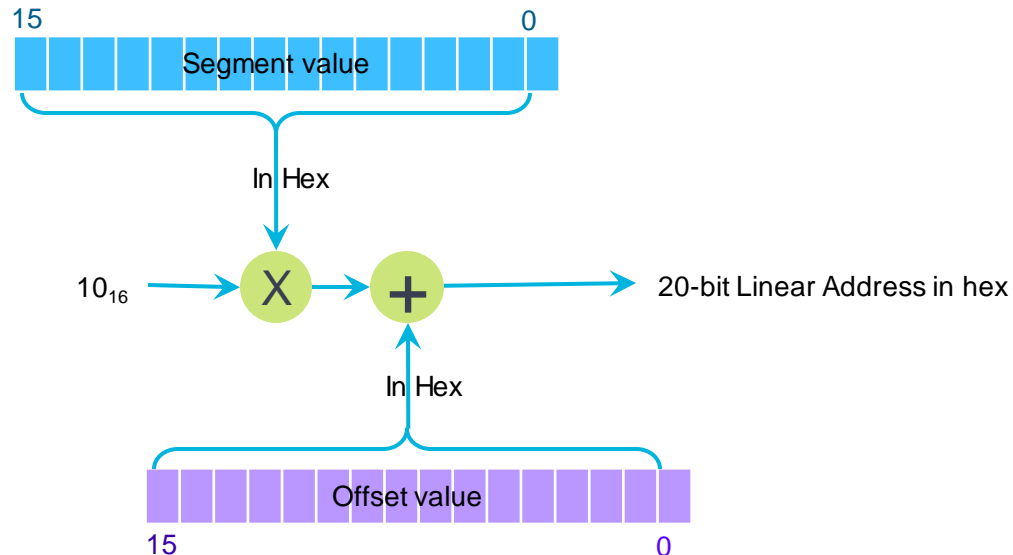 15 0
Segment value
In Hex
10₁₆ X + 20-bit Linear Address in hex
In Hex
Offset value
15 0